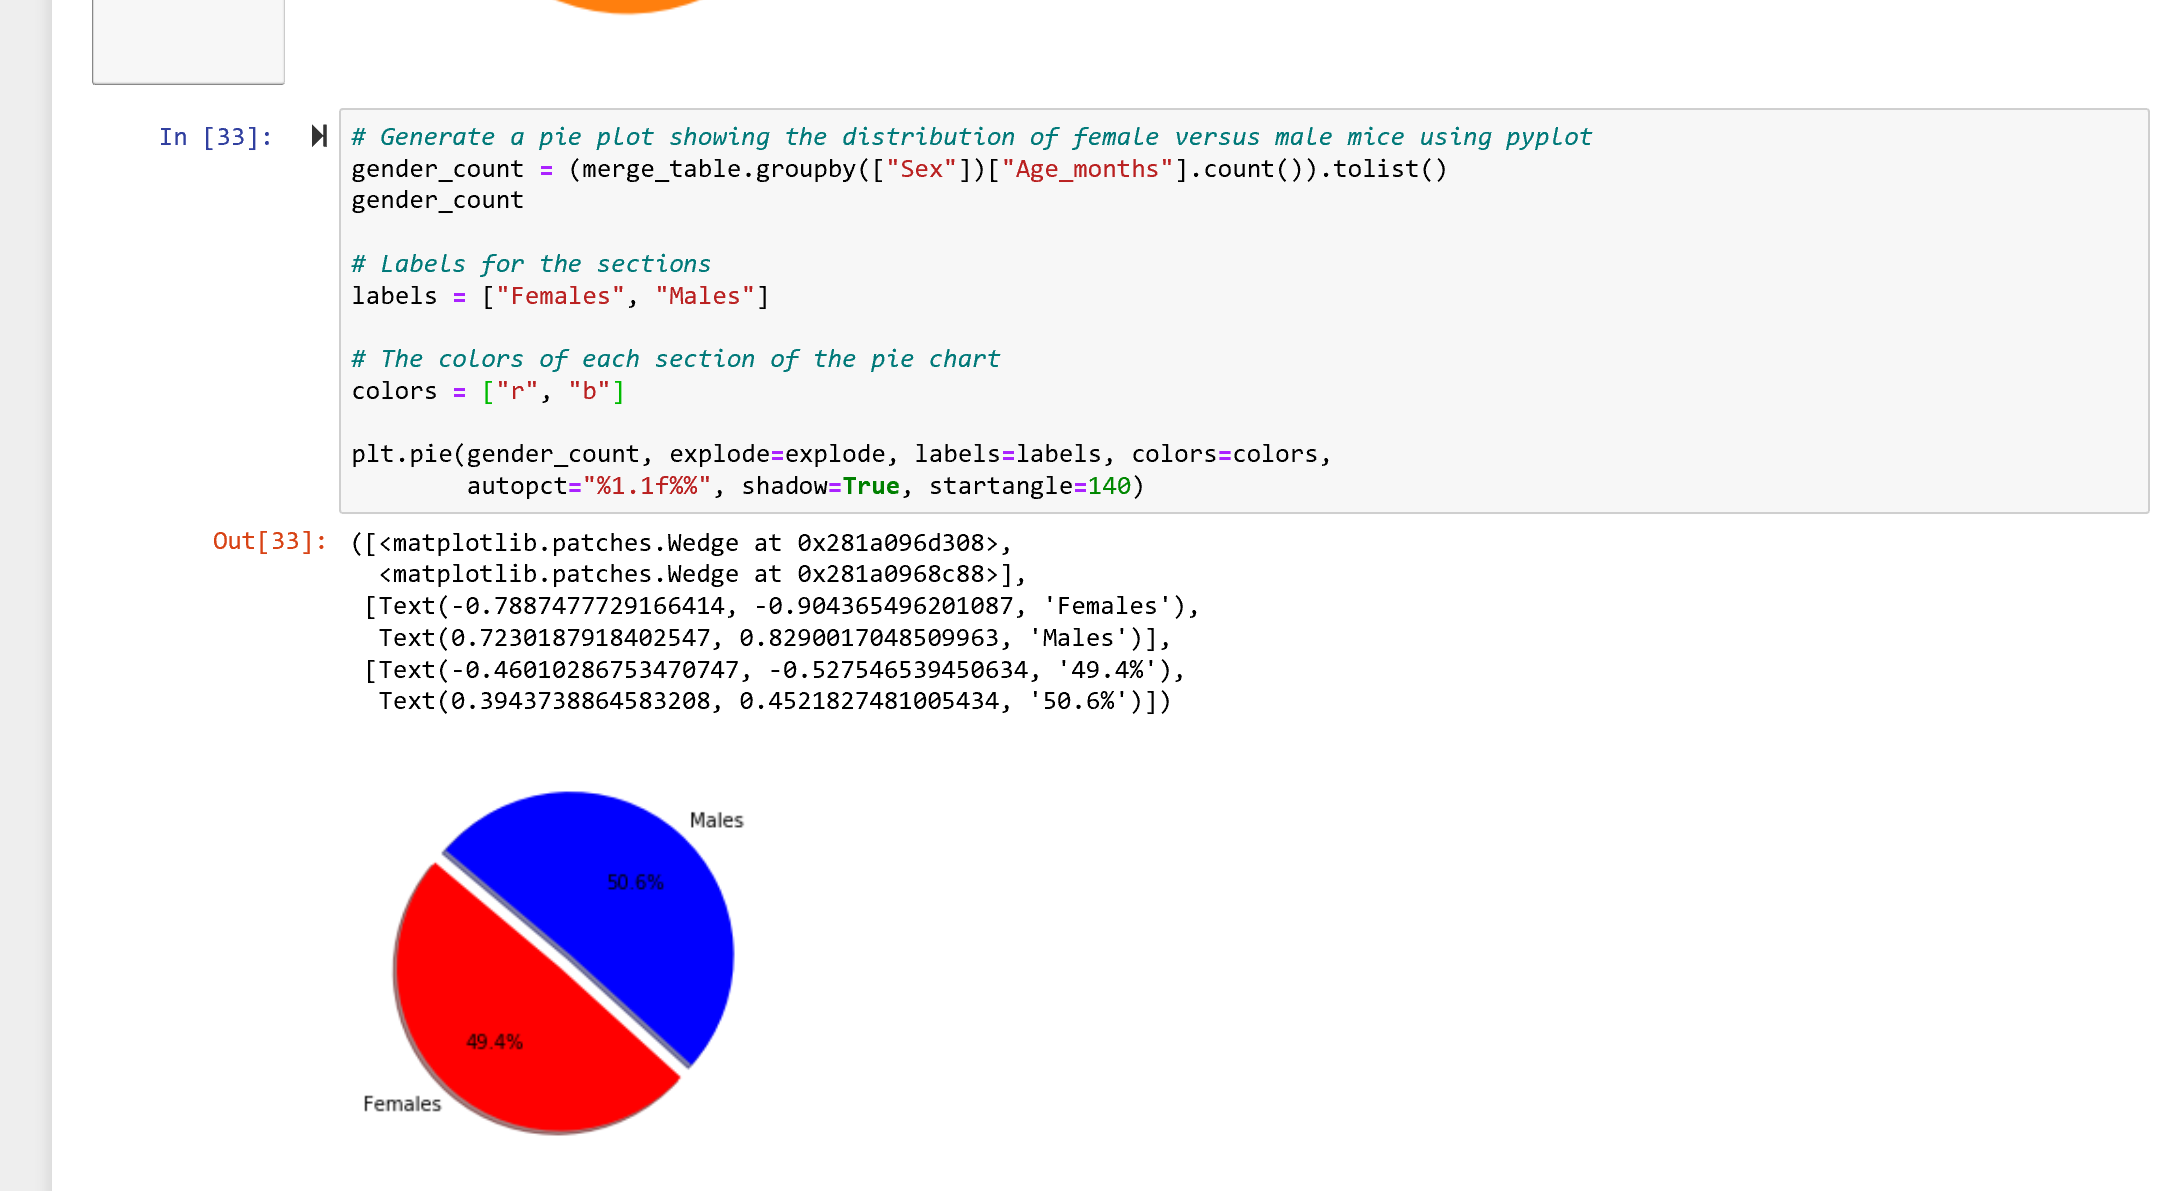 In [33]:
# Generate a pie plot showing the distribution of female versus male mice using pyplot
gender_count = (merge_table.groupby(["Sex"])["Age_months"].count()).tolist()
gender_count
# Labels for the sections
labels = ["Females", "Males"]
# The colors of each section of the pie chart
colors = ["r", "b"]
plt.pie(gender_count, explode=explode, labels=labels, colors=colors,
autopct="%1.1f%%", shadow=True, startangle=140)
Out[33]:
([<matplotlib.patches.Wedge at 0x281a096d308>,
<matplotlib.patches.Wedge at 0x281a0968c88>],
[Text(-0.7887477729166414, -0.904365496201087, 'Females'),
Text(0.7230187918402547, 0.8290017048509963, 'Males')],
[Text(-0.46010286753470747, -0.527546539450634, '49.4%'),
Text(0.3943738864583208, 0.4521827481005434, '50.6%')])
Males
50.6%
49.4%
Females